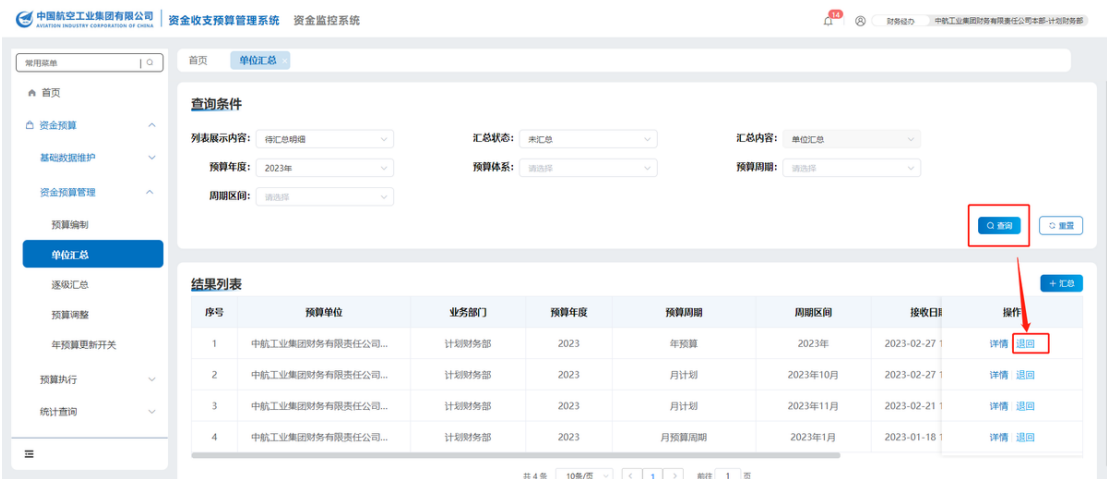 中国航空工业集团有限公司 资金收支预算管理系统 资金监控系统 14 财务经办 中航工业集团财务有限责任公司本部-计划财务部
AVIATION INDUSTRY CORPORATION OF CHINA
常用菜单
首页 单位汇总 ×
首页
资金预算
基础数据维护
资金预算管理
预算编制
单位汇总
逐级汇总
预算调整
年预算更新开关
预算执行
统计查询
查询条件
列表展示内容: 待汇总明细 汇总状态: 未汇总 汇总内容: 单位汇总
预算年度: 2023年 预算体系: 请选择 预算周期: 请选择
周期区间: 请选择
查询 重置
结果列表 + 汇总
序号 预算单位 业务部门 预算年度 预算周期 周期区间 接收日期 操作
1 中航工业集团财务有限责任公司... 计划财务部 2023 年预算 2023年 2023-02-27 1 详情 退回
2 中航工业集团财务有限责任公司... 计划财务部 2023 月计划 2023年10月 2023-02-27 1 详情 退回
3 中航工业集团财务有限责任公司... 计划财务部 2023 月计划 2023年11月 2023-02-21 1 详情 退回
4 中航工业集团财务有限责任公司... 计划财务部 2023 月预算周期 2023年1月 2023-01-18 1 详情 退回
共 4 条 10条/页 < 1 > 前往 1 页